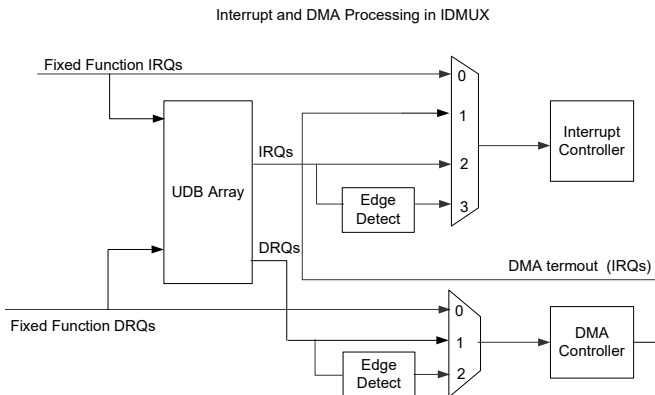 Interrupt and DMA Processing in IDMUX
Fixed Function IRQs
0
1
2
3
Interrupt
Controller
IRQs
UDB Array
Edge
Detect
DRQs
DMA termout (IRQs)
Fixed Function DRQs
0
1
2
Edge
Detect
DMA
Controller